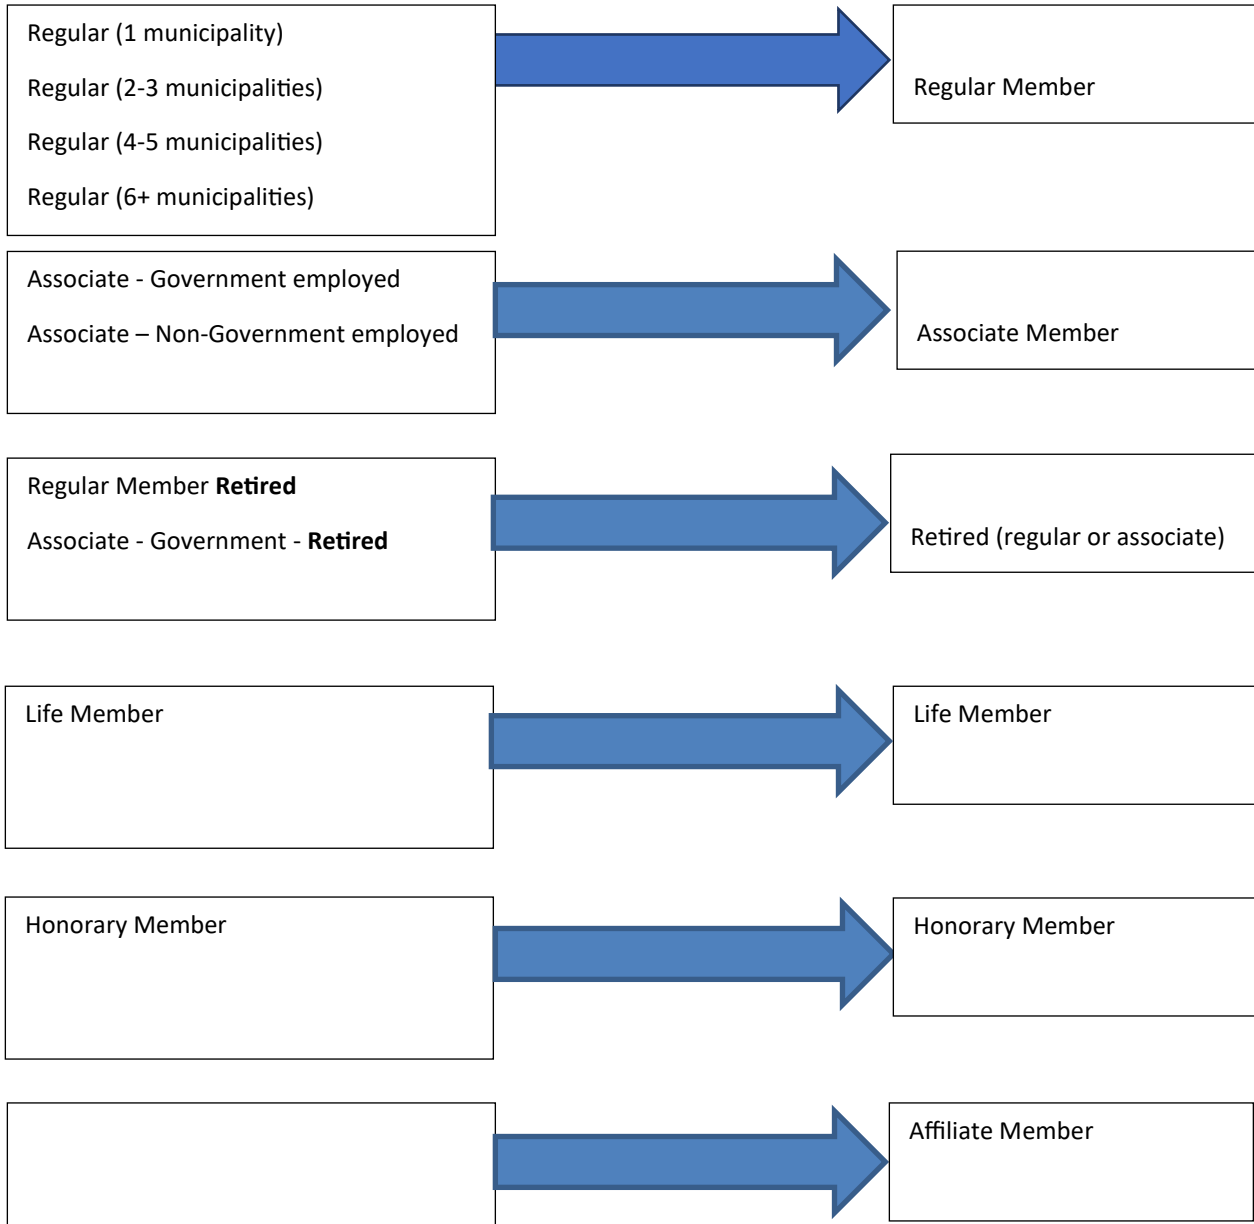 Regular (1 municipality)
Regular (2-3 municipalities)
Regular (4-5 municipalities)
Regular (6+ municipalities)
Regular Member
Associate - Government employed
Associate – Non-Government employed
Associate Member
Regular Member Retired
Associate - Government - Retired
Retired (regular or associate)
Life Member
Life Member
Honorary Member
Honorary Member
Affiliate Member